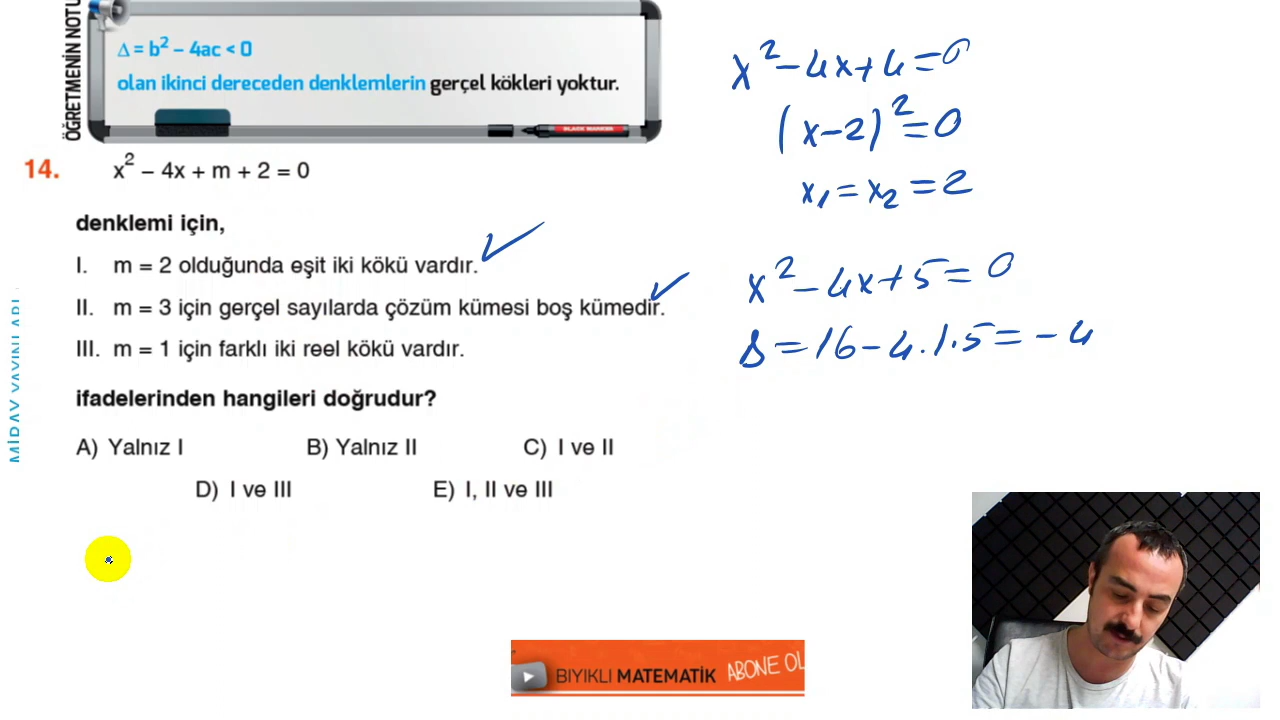 ÖĞRETMENİN NOTU
Δ = b² – 4ac < 0
olan ikinci dereceden denklemlerin gerçel kökleri yoktur.
BLACK MARKER
14. x² – 4x + m + 2 = 0
denklemi için,
I. m = 2 olduğunda eşit iki kökü vardır.
II. m = 3 için gerçel sayılarda çözüm kümesi boş kümedir.
III. m = 1 için farklı iki reel kökü vardır.
ifadelerinden hangileri doğrudur?
A) Yalnız I B) Yalnız II C) I ve II
D) I ve III E) I, II ve III
x² – 4x + 4 = 0
(x – 2)² = 0
x₁ = x₂ = 2
x² – 4x + 5 = 0
Δ = 16 – 4.1.5 = – 4
MİRAY YAYINLARI
BIYIKLI MATEMATİK ABONE OL